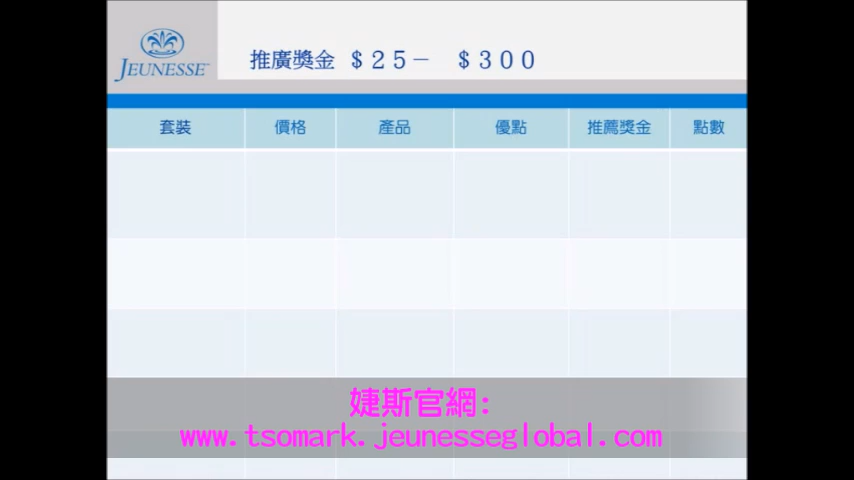 JEUNESSE
推廣獎金 $25- $300
套裝 價格 產品 優點 推薦獎金 點數
婕斯官網:
www.tsomark.jeunesseglobal.com